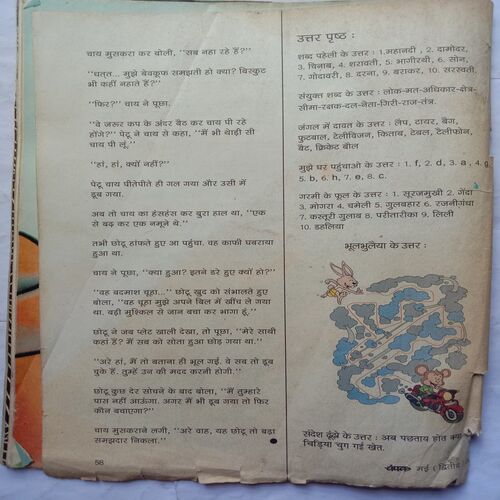 चाय मुसकरा कर बोली, ‘‘सब नहा रहे हैं?’’
‘‘धत्त... मुझे बेवकूफ समझती हो क्या? बिस्कुट
भी कहीं नहाते हैं?’’
‘‘फिर?’’ चाय ने पूछा.
‘‘वे जरूर कप के अंदर बैठ कर चाय पी रहे
होंगे?’’ पेटू ने चाय से कहा, ‘‘मैं भी थोड़ी सी
चाय पी लूं.’’
‘‘हां, हां, क्यों नहीं?’’
पेटू चाय पीतेपीते ही गल गया और उसी में
डूब गया.
अब तो चाय का हंसहंस कर बुरा हाल था, ‘‘एक
से बढ़ कर एक नमूने थे.’’
तभी छोटू हांफते हुए आ पहुंचा. वह काफी घबराया
हुआ था.
चाय ने पूछा, ‘‘क्या हुआ? इतने डरे हुए क्यों हो?’’
‘‘वह बदमाश चूहा...’’ छोटू खुद को संभालते हुए
बोला, ‘‘वह चूहा मुझे अपने बिल में खींच ले गया
था. बड़ी मुश्किल से जान बचा कर भागा हूं.’’
छोटू ने जब प्लेट खाली देखा, तो पूछा, ‘‘मेरे साथी
कहां हैं? मैं सब को सोता हुआ छोड़ गया था.’’
‘‘अरे हां, मैं तो बताना ही भूल गई. वे सब तो डूब
चुके हैं. तुम्हें उन की मदद करनी होगी.’’
छोटू कुछ देर सोचने के बाद बोला, ‘‘मैं तुम्हारे
पास नहीं आऊंगा. अगर मैं भी डूब गया तो फिर
कौन बचाएगा?’’
चाय मुसकराने लगी, ‘‘अरे वाह, यह छोटू तो बड़ा
समझदार निकला.’’
58
उत्तर पृष्ठ :
शब्द पहेली के उत्तर : 1.महानदी , 2. दामोदर,
3. चिनाब, 4. शरावती, 5. भागीरथी, 6. सोन,
7. गोदावरी, 8. दरना, 9. बराकर, 10. सरस्वती.
संयुक्त शब्द के उत्तर : लोक-मत-अधिकार-क्षेत्र-
सीमा-रक्षक-दल-नेता-गिरी-राज-तंत्र.
जंगल में दावत के उत्तर : लैंप, टायर, बैग,
फुटबाल, टेलीविजन, किताब, टेबल, टेलीफोन,
बैट, क्रिकेट बौल
मुझे घर पहुंचाओ के उत्तर : 1. f, 2. d, 3. a , 4. g,
5. b, 6. h, 7. e, 8. c.
गरमी के फूल के उत्तर : 1. सूरजमुखी 2. गेंदा
3. मोगरा 4. चमेली 5. गुलबहार 6. रजनीगंधा
7. कस्तूरी गुलाब 8. परीतारीका 9. लिली
10. डहलिया
भूलभुलैया के उत्तर :
संदेश ढूंढ़े के उत्तर : अब पछताय होत क्या
चिड़िया चुग गई खेत.
चंपक मई (द्वितीय)